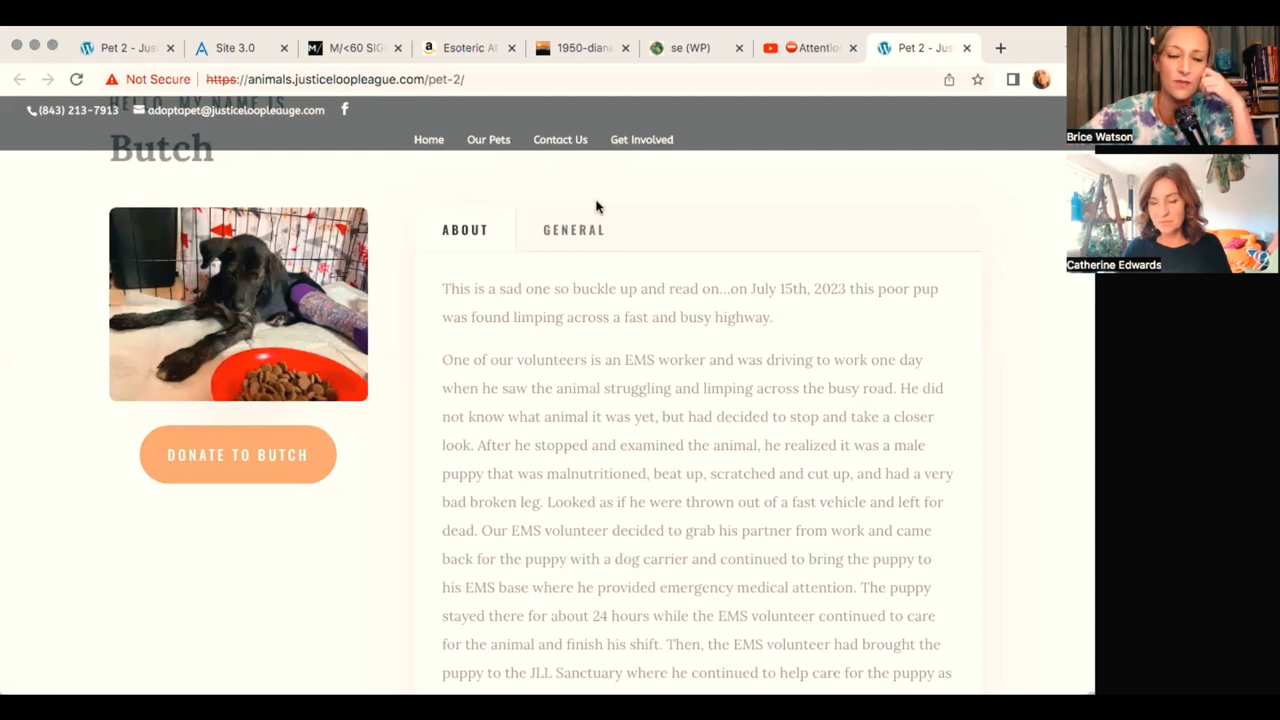 Pet 2 - Jus
Site 3.0
M/<60 SIG
Esoteric At
1950-diane
se (WP)
Attentio
Pet 2 - Jus
Not Secure
https://animals.justiceloopleague.com/pet-2/
HELLO, MY NAME IS
(843) 213-7913
adoptapet@justiceloopleauge.com
Home
Our Pets
Contact Us
Get Involved
Butch
ABOUT
GENERAL
This is a sad one so buckle up and read on...on July 15th, 2023 this poor pup
was found limping across a fast and busy highway.
One of our volunteers is an EMS worker and was driving to work one day
when he saw the animal struggling and limping across the busy road. He did
not know what animal it was yet, but had decided to stop and take a closer
look. After he stopped and examined the animal, he realized it was a male
puppy that was malnutritioned, beat up, scratched and cut up, and had a very
bad broken leg. Looked as if he were thrown out of a fast vehicle and left for
dead. Our EMS volunteer decided to grab his partner from work and came
back for the puppy with a dog carrier and continued to bring the puppy to
his EMS base where he provided emergency medical attention. The puppy
stayed there for about 24 hours while the EMS volunteer continued to care
for the animal and finish his shift. Then, the EMS volunteer had brought the
puppy to the JLL Sanctuary where he continued to help care for the puppy as
DONATE TO BUTCH
Brice Watson
Catherine Edwards